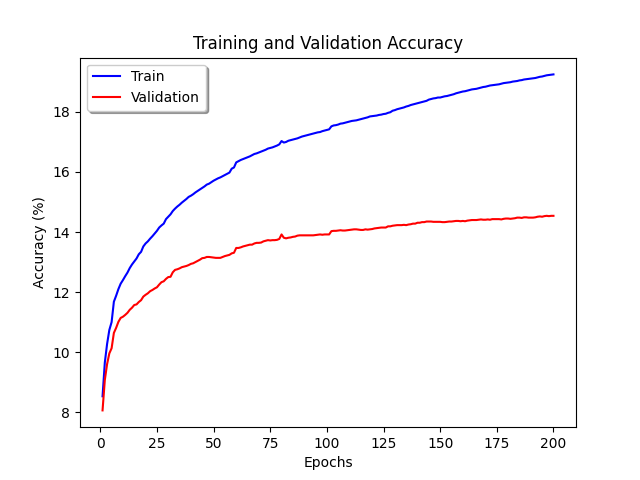 Training and Validation Accuracy
Train
Validation
Accuracy (%)
18
16
14
12
10
8
0 25 50 75 100 125 150 175 200
Epochs